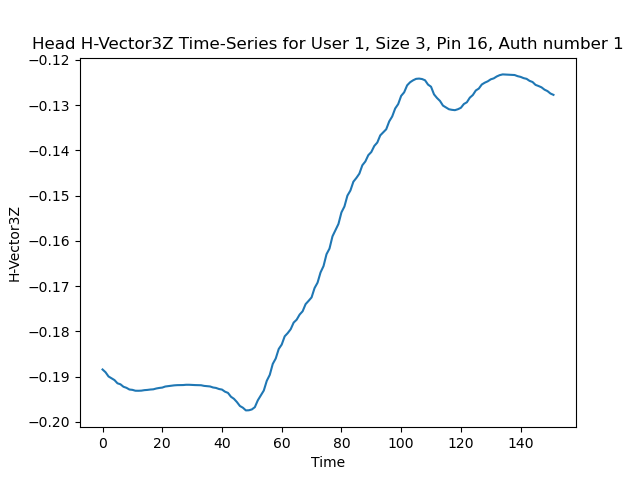 Head H-Vector3Z Time-Series for User 1, Size 3, Pin 16, Auth number 1
−0.12
−0.13
−0.14
−0.15
−0.16
−0.17
−0.18
−0.19
−0.20
H-Vector3Z
0 20 40 60 80 100 120 140
Time